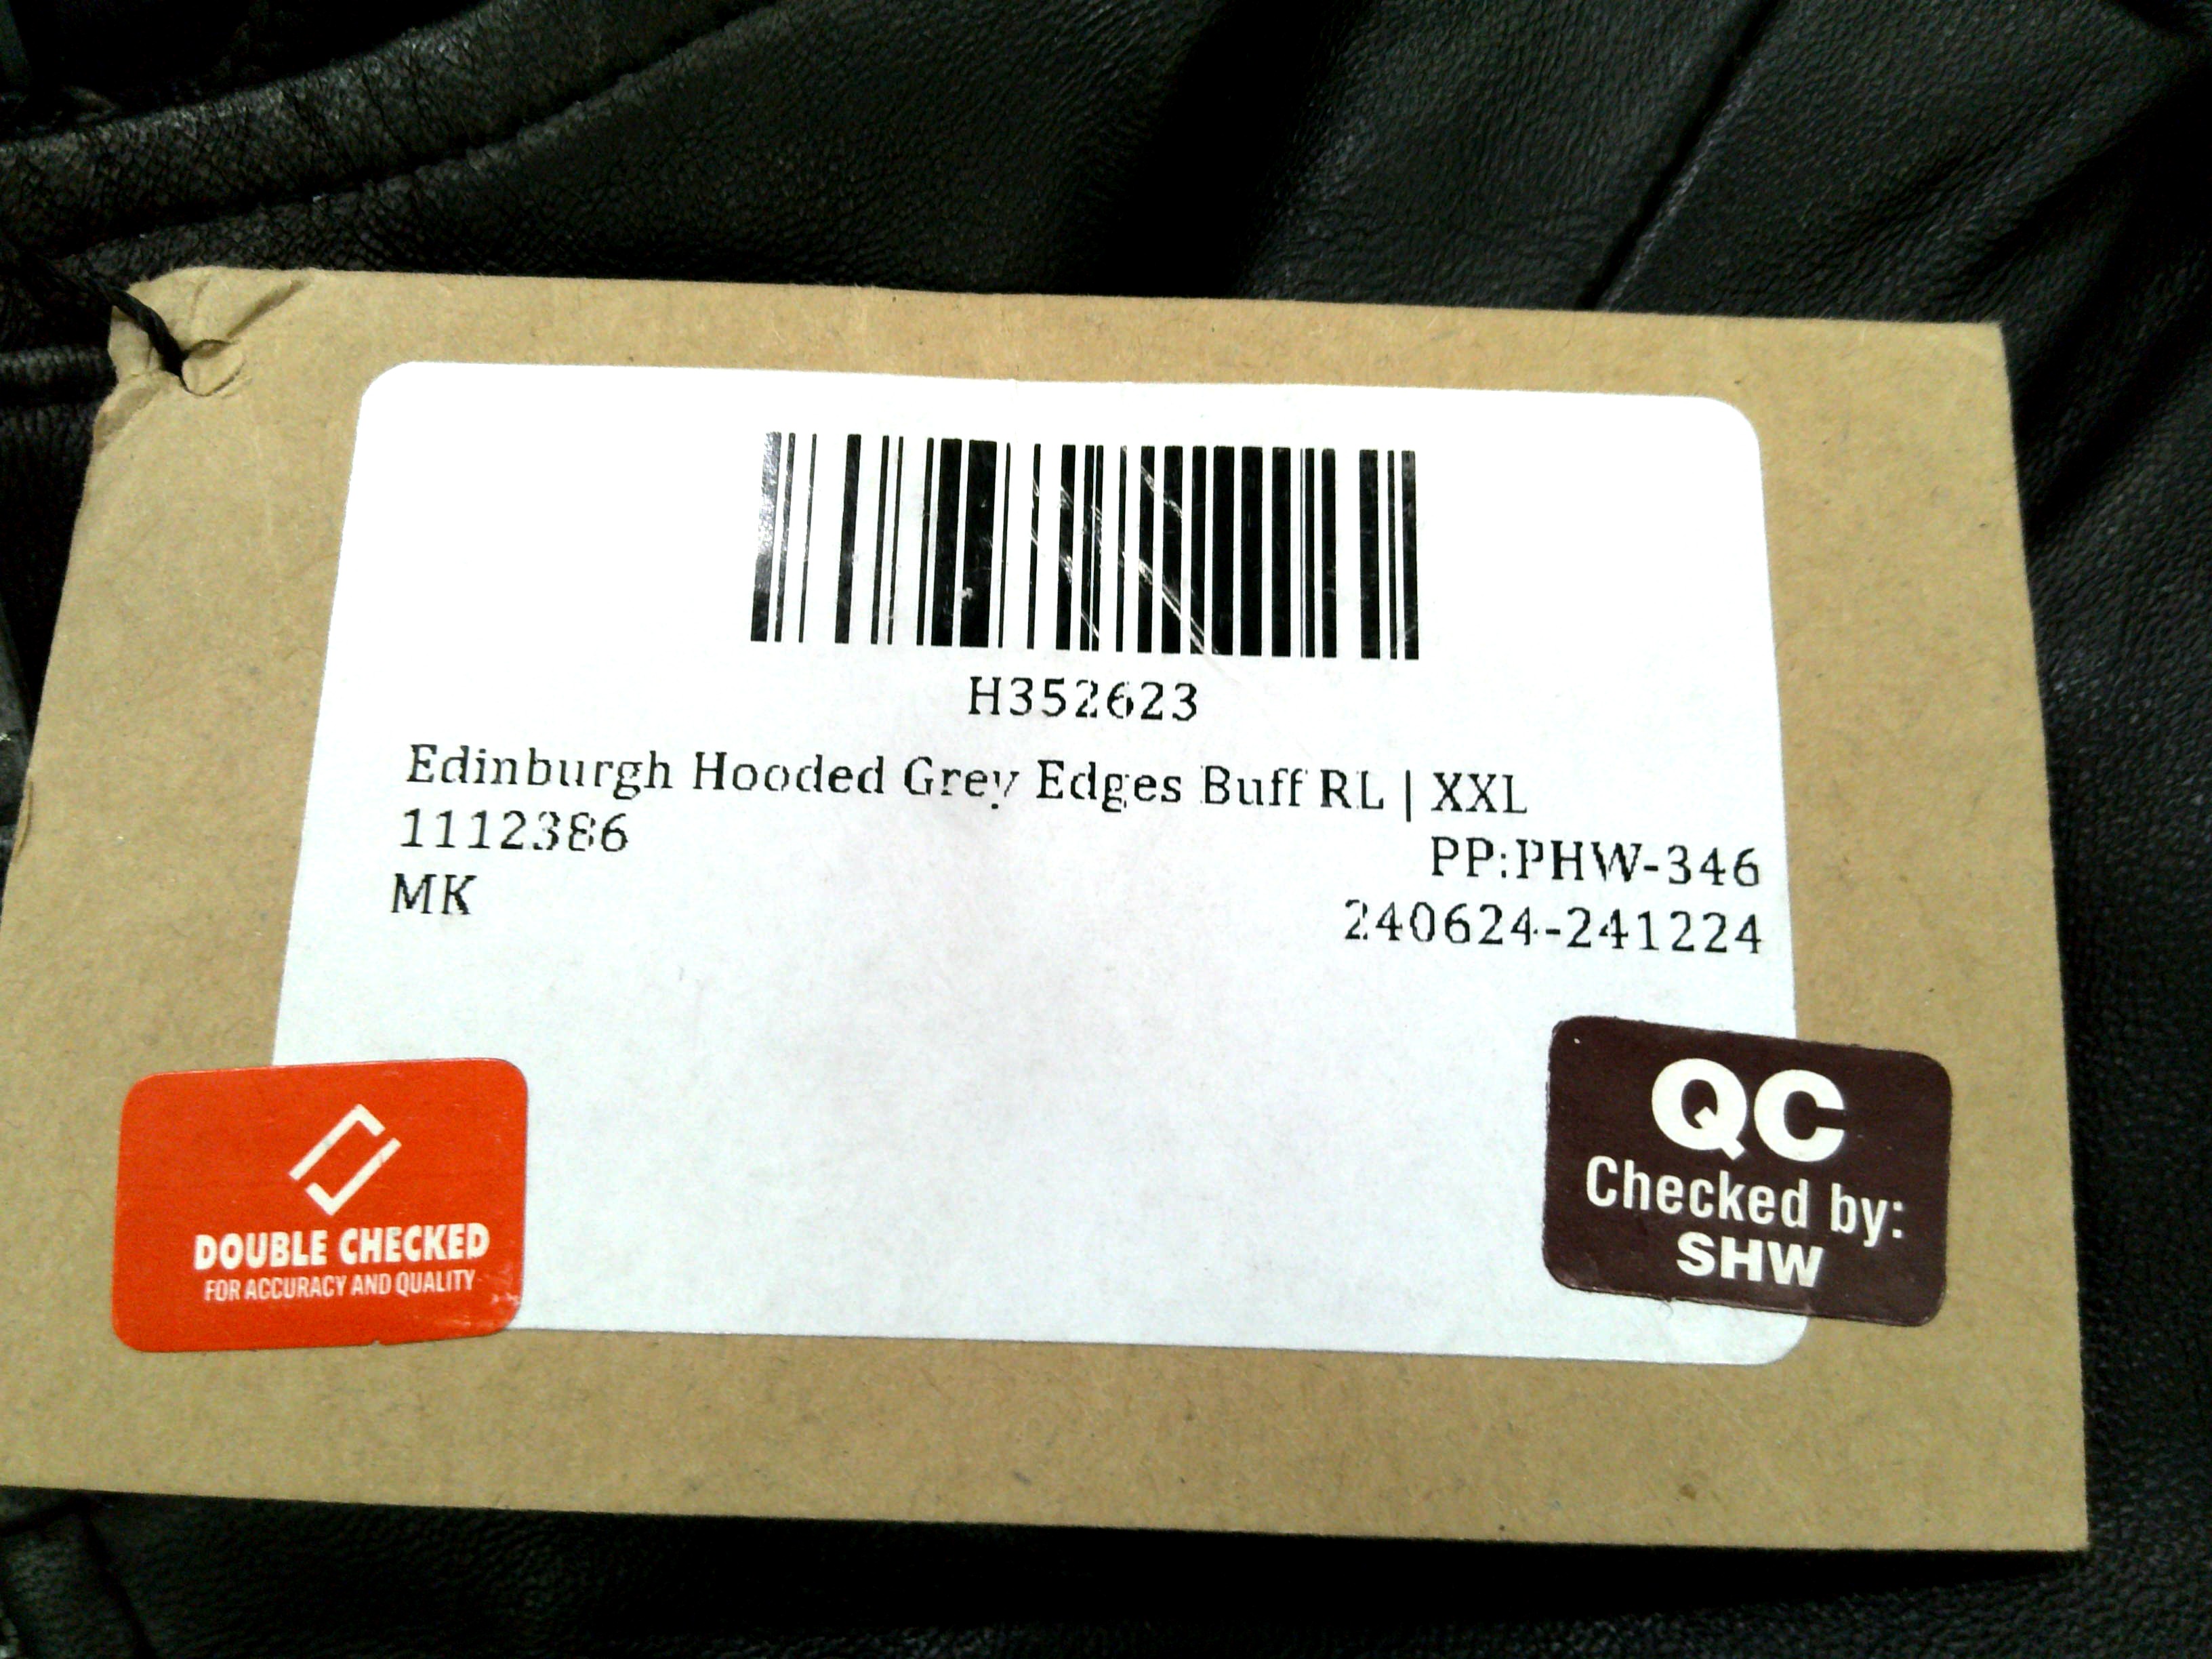 H352623
Edinburgh Hooded Grey Edges Buff RL | XXL
1112386
PP:PHW-346
MK
240624-241224
DOUBLE CHECKED
FOR ACCURACY AND QUALITY
QC
Checked by:
SHW